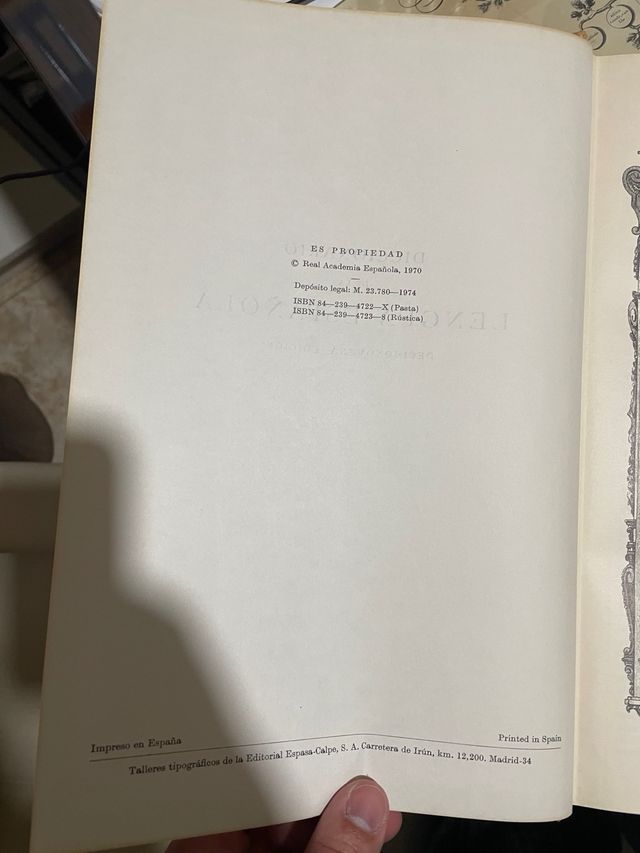 ES PROPIEDAD
© Real Academia Española, 1970
Depósito legal: M. 23.780—1974
ISBN 84—239—4722—X (Pasta)
ISBN 84—239—4723—8 (Rústica)
Impreso en España
Printed in Spain
Talleres tipográficos de la Editorial Espasa-Calpe, S. A. Carretera de Irún, km. 12,200. Madrid-34